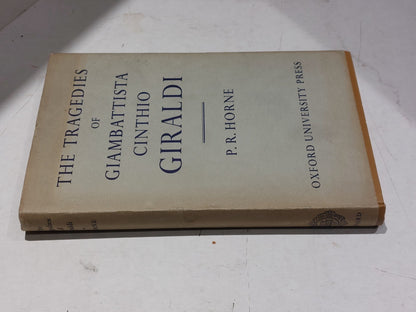 THE TRAGEDIES
OF
GIAMBATTISTA
CINTHIO
GIRALDI
P. R. HORNE
OXFORD UNIVERSITY PRESS